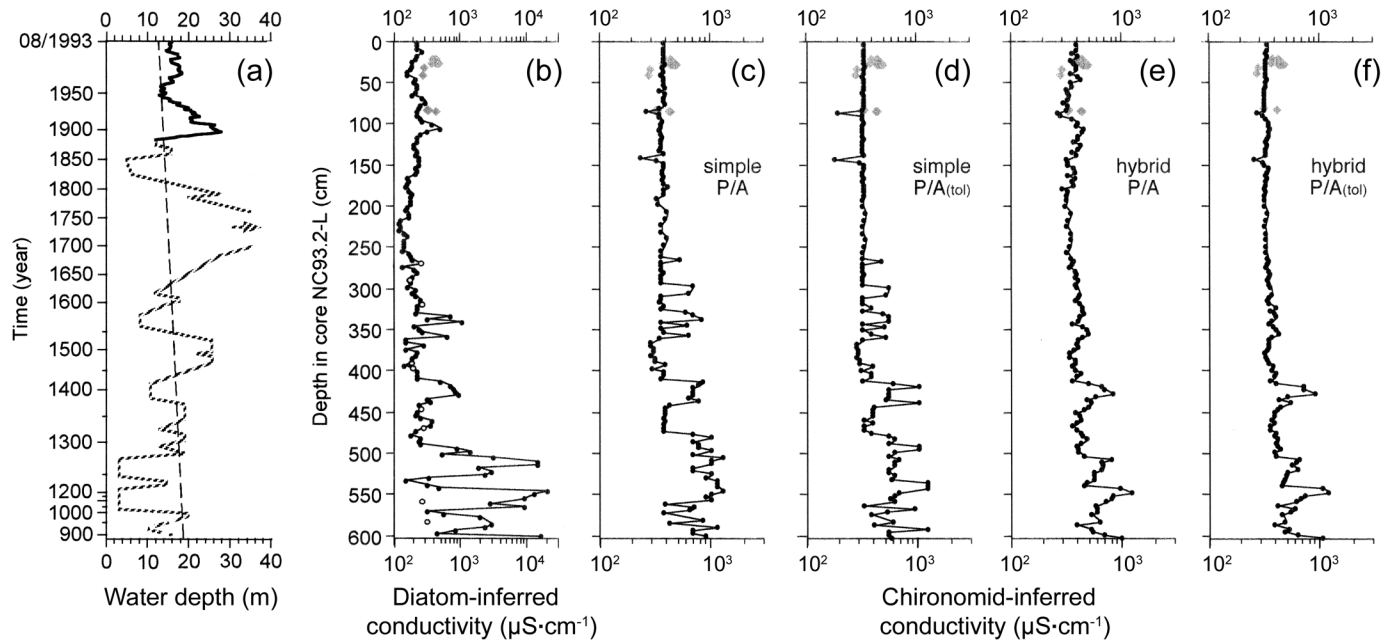 0 10 20 30 40
10² 10³ 10⁴
10² 10³
10² 10³
10² 10³
10² 10³
08/1993
1950
1900
1850
1800
1750
1700
1650
1600
1500
1400
1300
1200
1000
900
Time (year)
(a)
0 10 20 30 40
Water depth (m)
Depth in core NC93.2-L (cm)
0
50
100
150
200
250
300
350
400
450
500
550
600
(b)
10² 10³ 10⁴
Diatom-inferred
conductivity (µS·cm⁻¹)
(c)
simple
P/A
10² 10³
(d)
simple
P/A(tol)
10² 10³
(e)
hybrid
P/A
10² 10³
(f)
hybrid
P/A(tol)
10² 10³
Chironomid-inferred
conductivity (µS·cm⁻¹)